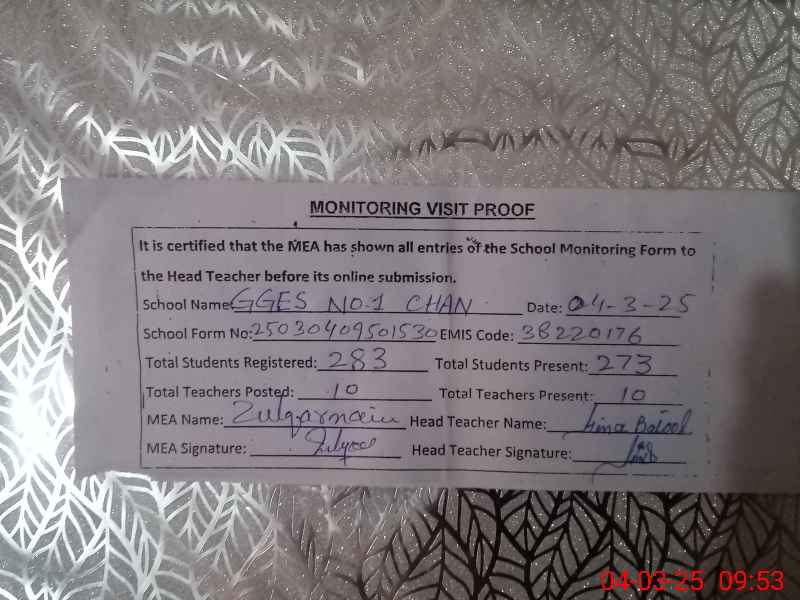 MONITORING VISIT PROOF
It is certified that the MEA has shown all entries of the School Monitoring Form to
the Head Teacher before its online submission.
School Name: GGES NO.1 CHAN Date: 04-3-25
School Form No: 25030409501530 EMIS Code: 38220176
Total Students Registered: 283 Total Students Present: 273
Total Teachers Posted: 10 Total Teachers Present: 10
MEA Name: Zulqarnain Head Teacher Name:
MEA Signature: Head Teacher Signature:
04-03-25 09:53